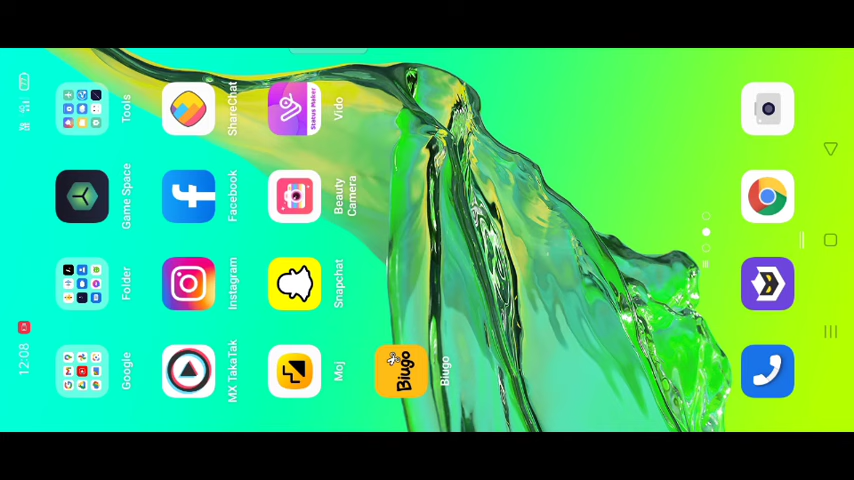 12:08
Google
Folder
Game Space
Tools
MX TakaTak
Instagram
Facebook
ShareChat
Moj
Snapchat
Beauty
Camera
Status Maker
Vido
Biugo
Biugo